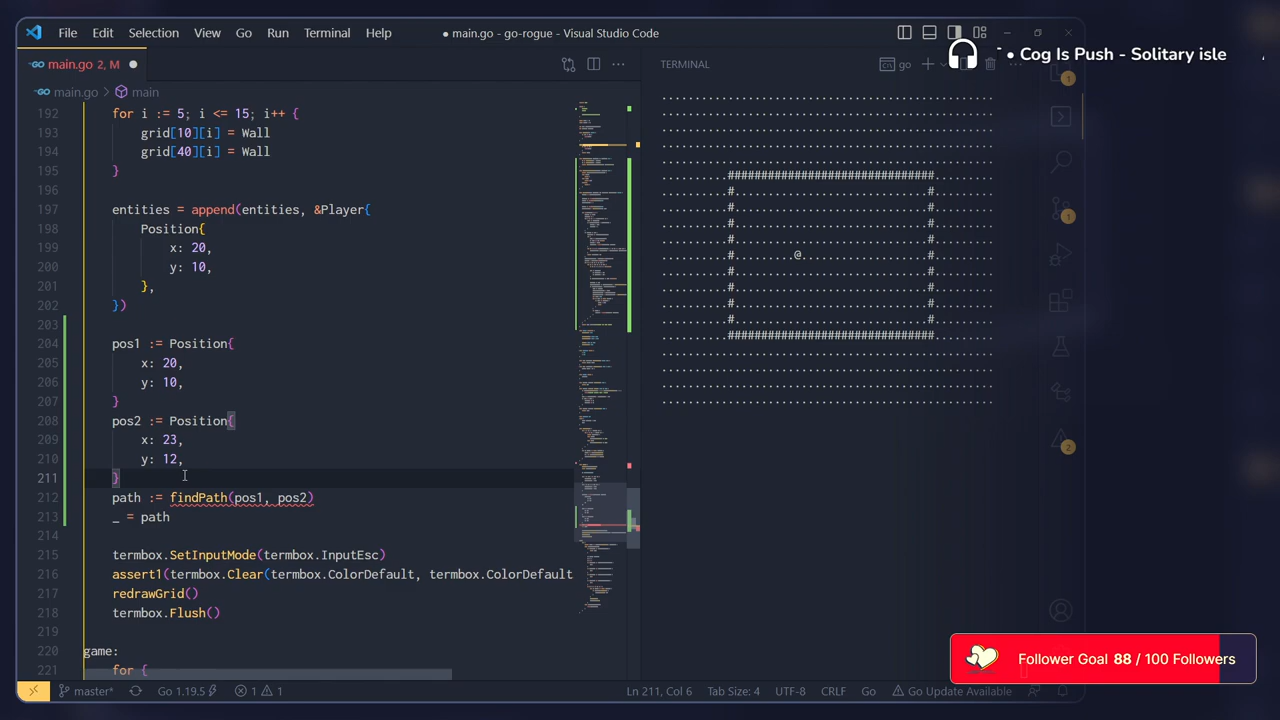 File Edit Selection View Go Run Terminal Help
● main.go - go-rogue - Visual Studio Code
• Cog Is Push - Solitary isle
main.go 2, M
TERMINAL
go
main.go > main
192 for i := 5; i <= 15; i++ {
193 grid[10][i] = Wall
194 grid[40][i] = Wall
195 }
196
197 entities = append(entities, &Player{
198 Position{
199 x: 20,
200 y: 10,
201 },
202 })
203
204 pos1 := Position{
205 x: 20,
206 y: 10,
207 }
208 pos2 := Position{
209 x: 23,
210 y: 12,
211 }
212 path := findPath(pos1, pos2)
213 _ = path
214
215 termbox.SetInputMode(termbox.InputEsc)
216 assert(termbox.Clear(termbox.ColorDefault, termbox.ColorDefault
217 redrawGrid()
218 termbox.Flush()
219
220 game:
221 for {
1
1
2
@
Follower Goal 88 / 100 Followers
master* Go 1.19.5 1 1 Ln 211, Col 6 Tab Size: 4 UTF-8 CRLF Go Go Update Available